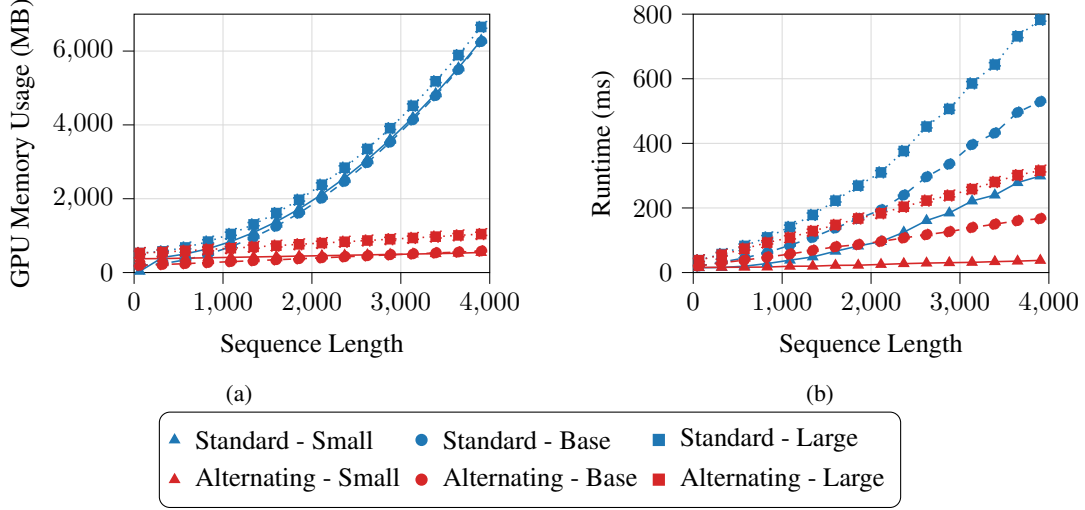 GPU Memory Usage (MB)
6,000
4,000
2,000
0
0
1,000
2,000
3,000
4,000
Sequence Length
(a)
Runtime (ms)
800
600
400
200
0
0
1,000
2,000
3,000
4,000
Sequence Length
(b)
Standard - Small
Standard - Base
Standard - Large
Alternating - Small
Alternating - Base
Alternating - Large